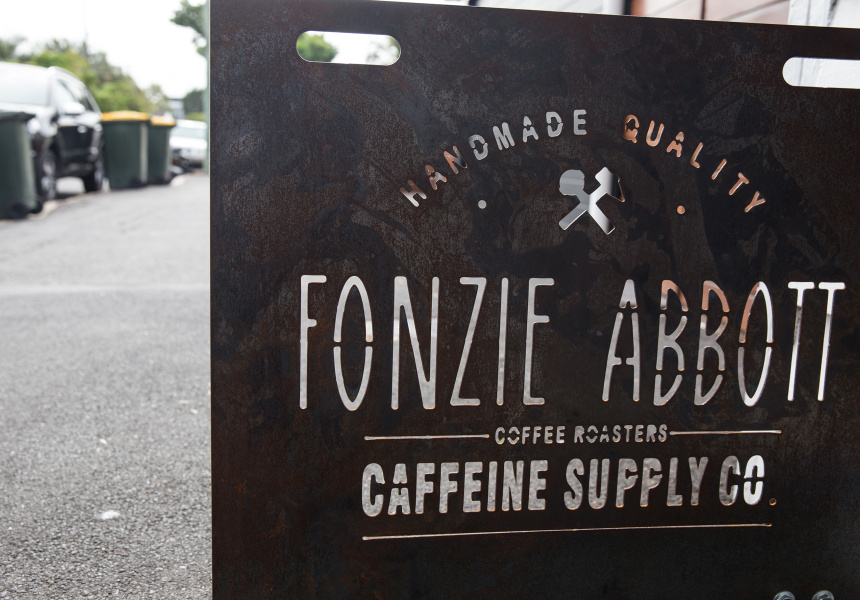 HANDMADE QUALITY
FONZIE ABBOTT
COFFEE ROASTERS
CAFFEINE SUPPLY CO.